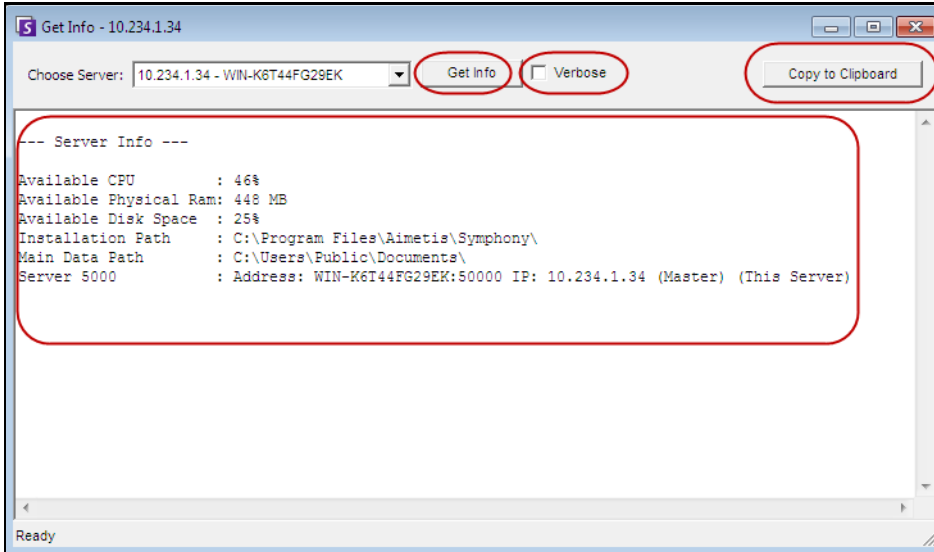 Get Info - 10.234.1.34
Choose Server: 10.234.1.34 - WIN-K6T44FG29EK Get Info Verbose Copy to Clipboard
--- Server Info ---
Available CPU : 46%
Available Physical Ram: 448 MB
Available Disk Space : 25%
Installation Path : C:\Program Files\Aimetis\Symphony\
Main Data Path : C:\Users\Public\Documents\
Server 5000 : Address: WIN-K6T44FG29EK:50000 IP: 10.234.1.34 (Master) (This Server)
Ready